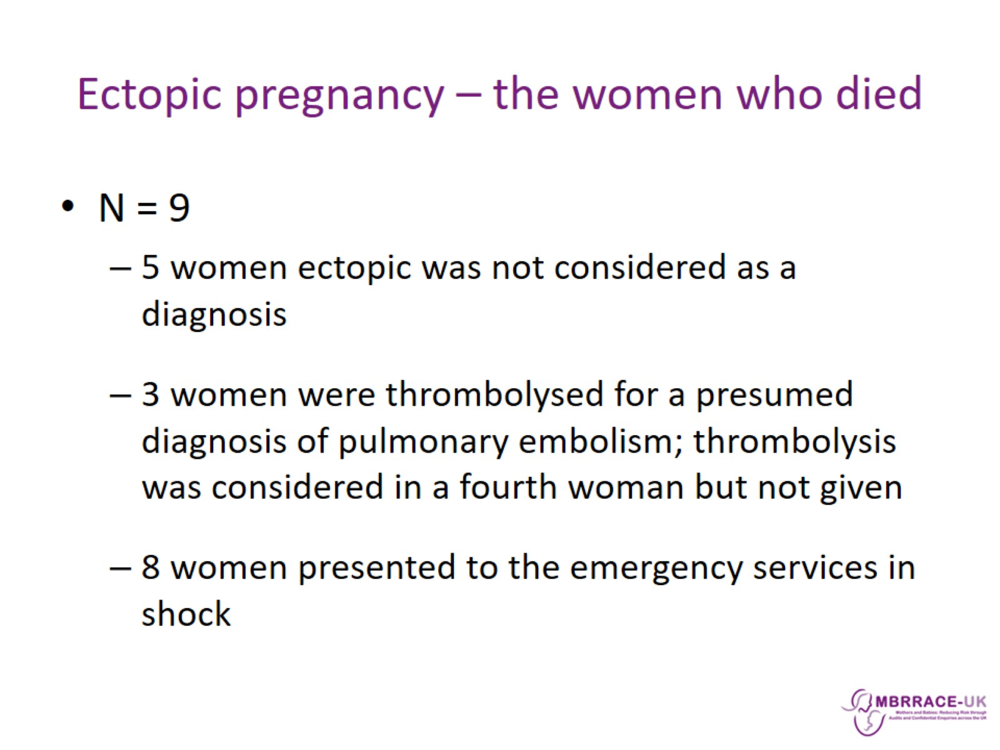 Ectopic pregnancy – the women who died
• N = 9
– 5 women ectopic was not considered as a
diagnosis
– 3 women were thrombolysed for a presumed
diagnosis of pulmonary embolism; thrombolysis
was considered in a fourth woman but not given
– 8 women presented to the emergency services in
shock
MBRRACE-UK
Mothers and Babies: Reducing Risk through
Audits and Confidential Enquiries across the UK